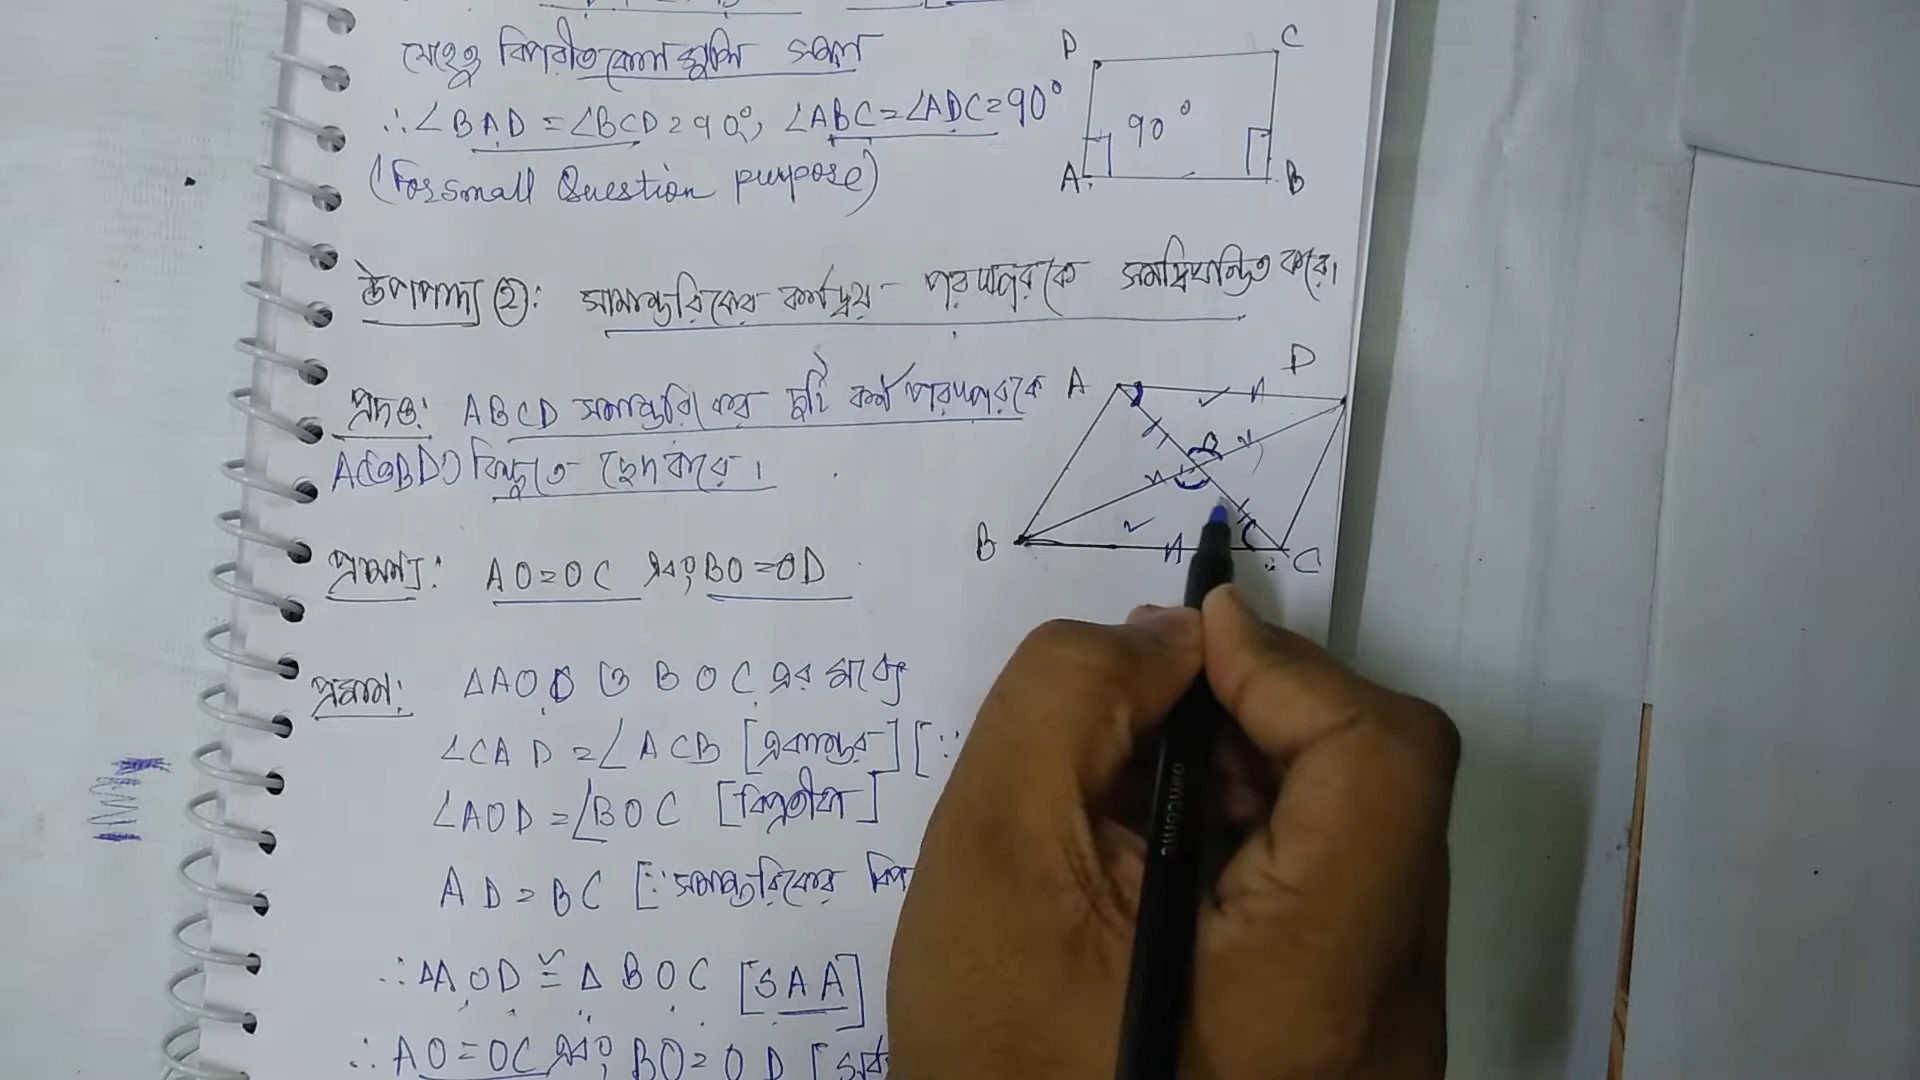 যেহেতু বিপরীত কোণ গুলি সমান
∴ ∠BAD = ∠BCD = 90°, ∠ABC = ∠ADC = 90°
(For Small Question purpose)
D C
90°
A B
উপপাদ্য ②: সামান্তরিকের কর্ণদ্বয় পরস্পরকে সমদ্বিখন্ডিত করে।
প্রদত্ত: ABCD সামান্তরিকের দুটি কর্ণ পরস্পরকে
AC ও BD O বিন্দুতে ছেদ করে।
A D
O
B C
প্রমাণ্য: AO = OC এবং BO = OD
প্রমাণ: ΔAOD ও BOC এর মধ্যে
∠CAD = ∠ACB [একান্তর] [∵
∠AOD = ∠BOC [বিপ্রতীপ]
AD = BC [∵ সামান্তরিকের বিপ
∴ ΔAOD ≅ Δ BOC [SAA]
∴ AO = OC এবং BO = OD [